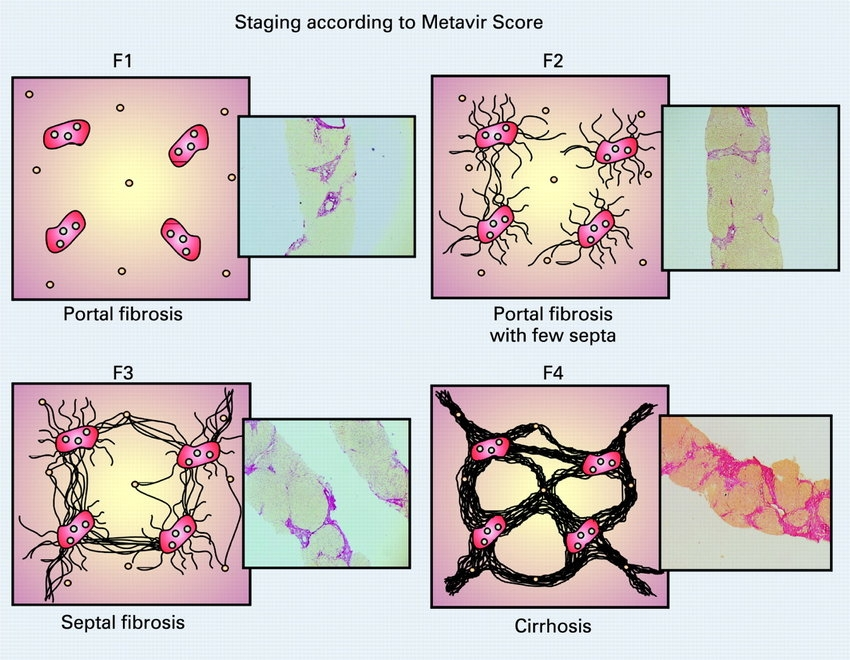 Staging according to Metavir Score
F1
F2
Portal fibrosis
Portal fibrosis
with few septa
F3
F4
Septal fibrosis
Cirrhosis